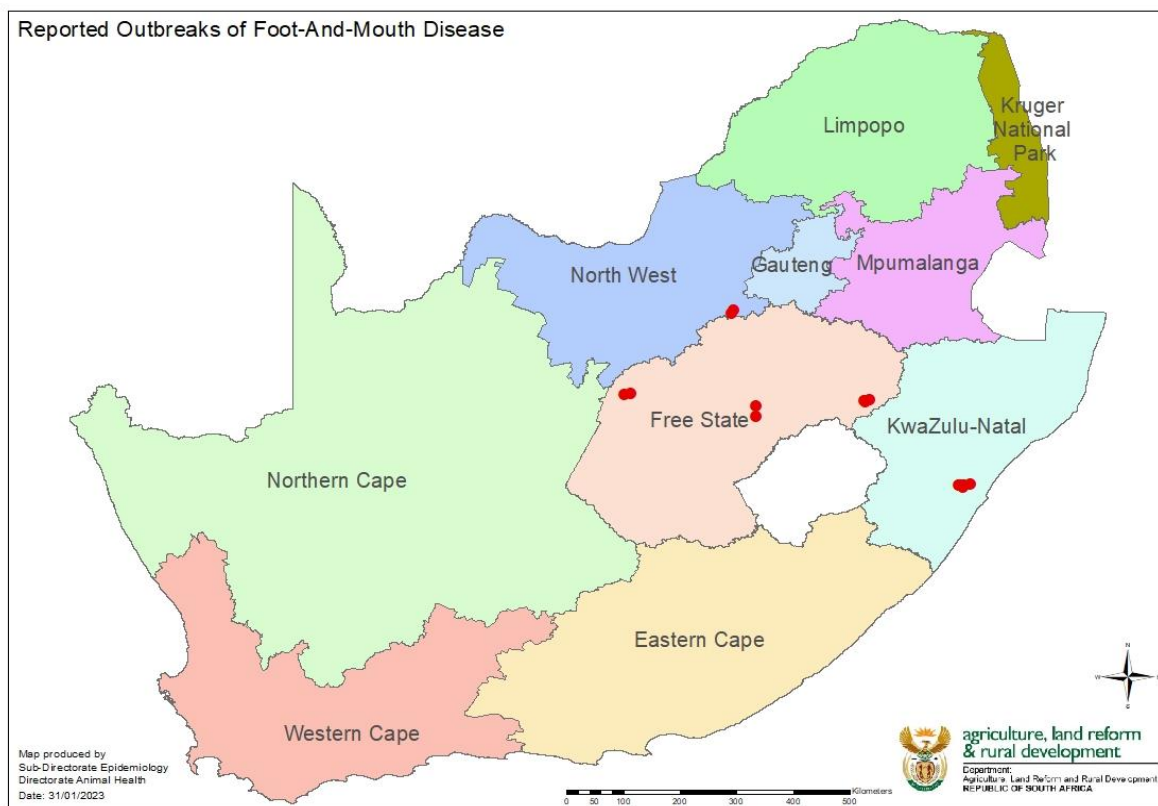 Reported Outbreaks of Foot-And-Mouth Disease
Limpopo
Kruger
National
Park
North West
Gauteng
Mpumalanga
Free State
KwaZulu-Natal
Northern Cape
Eastern Cape
Western Cape
N
W
S
Map produced by
Sub-Directorate Epidemiology
Directorate Animal Health
Date: 31/01/2023
Kilometers
0 50 100 200 300 400 500
agriculture, land reform
& rural development
Department:
Agriculture, Land Reform and Rural Development
REPUBLIC OF SOUTH AFRICA